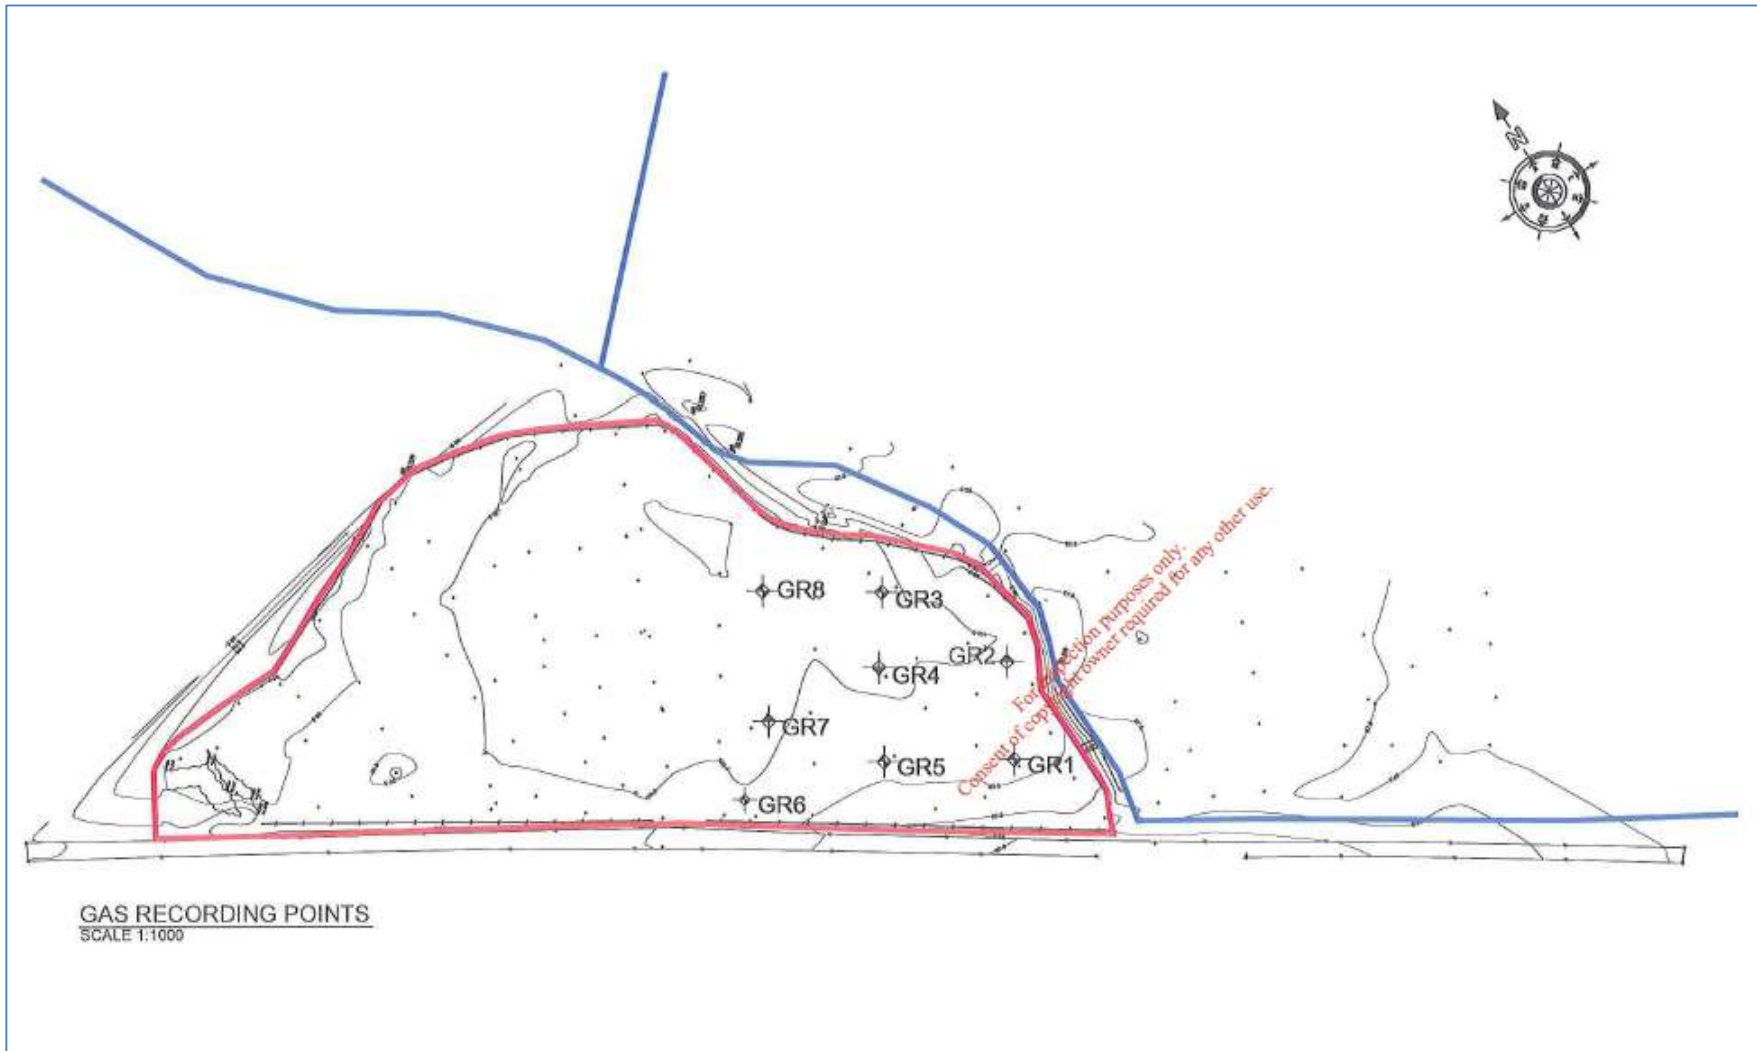 N
For inspection purposes only.
Consent of copyright owner required for any other use.
GR8
GR3
GR2
GR4
GR7
GR5
GR1
GR6
GAS RECORDING POINTS
SCALE 1:1000